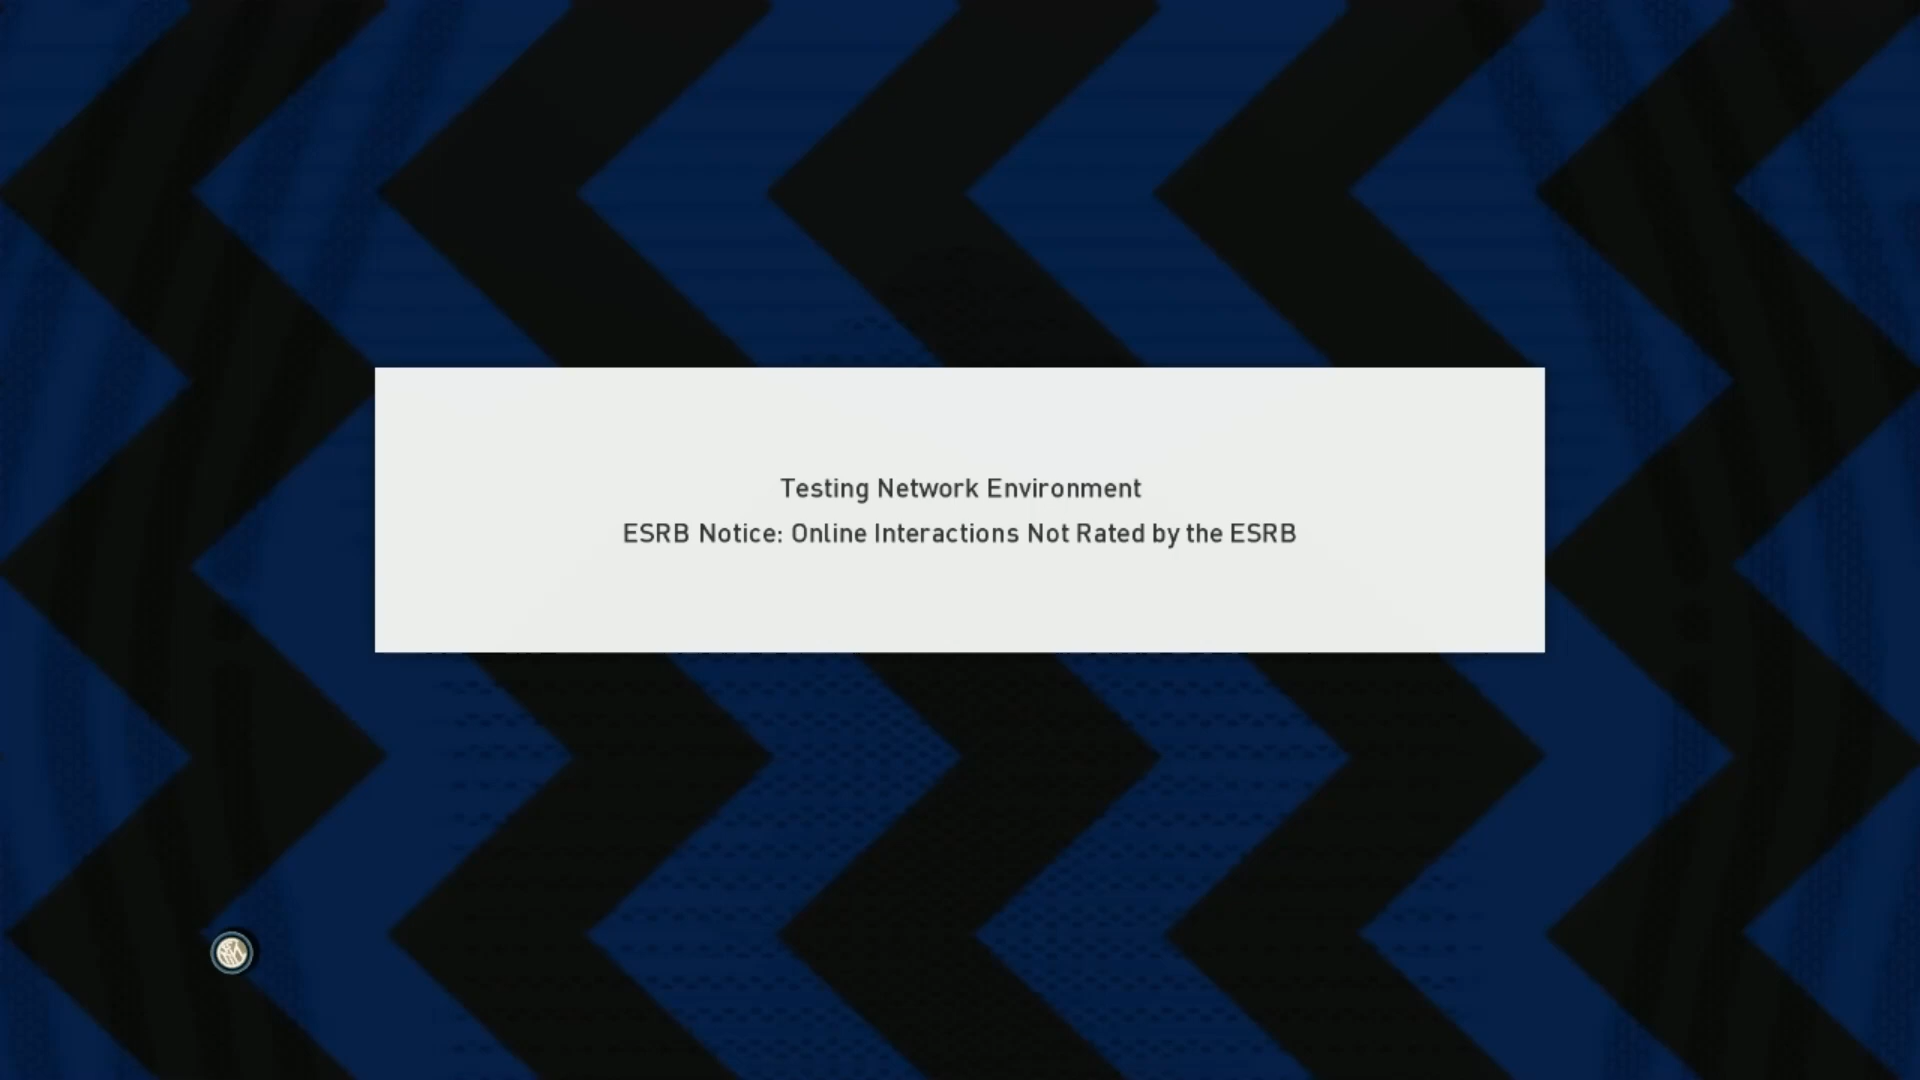 Testing Network Environment
ESRB Notice: Online Interactions Not Rated by the ESRB